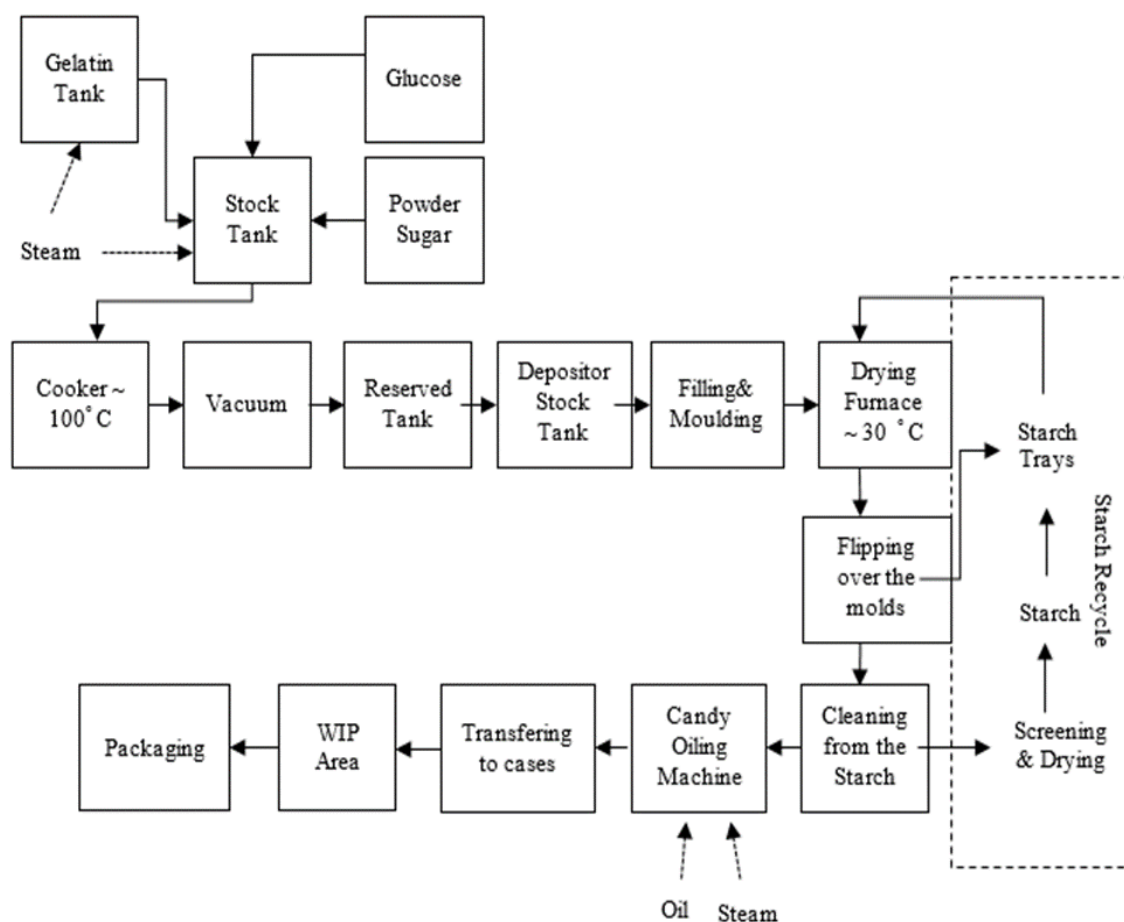 Gelatin
Tank
Glucose
Stock
Tank
Powder
Sugar
Steam
Cooker ~
100°C
Vacuum
Reserved
Tank
Depositor
Stock
Tank
Filling&
Moulding
Drying
Furnace
~ 30 °C
Starch
Trays
Starch Recycle
Flipping
over the
molds
Starch
Packaging
WIP
Area
Transfering
to cases
Candy
Oiling
Machine
Cleaning
from the
Starch
Screening
& Drying
Oil
Steam